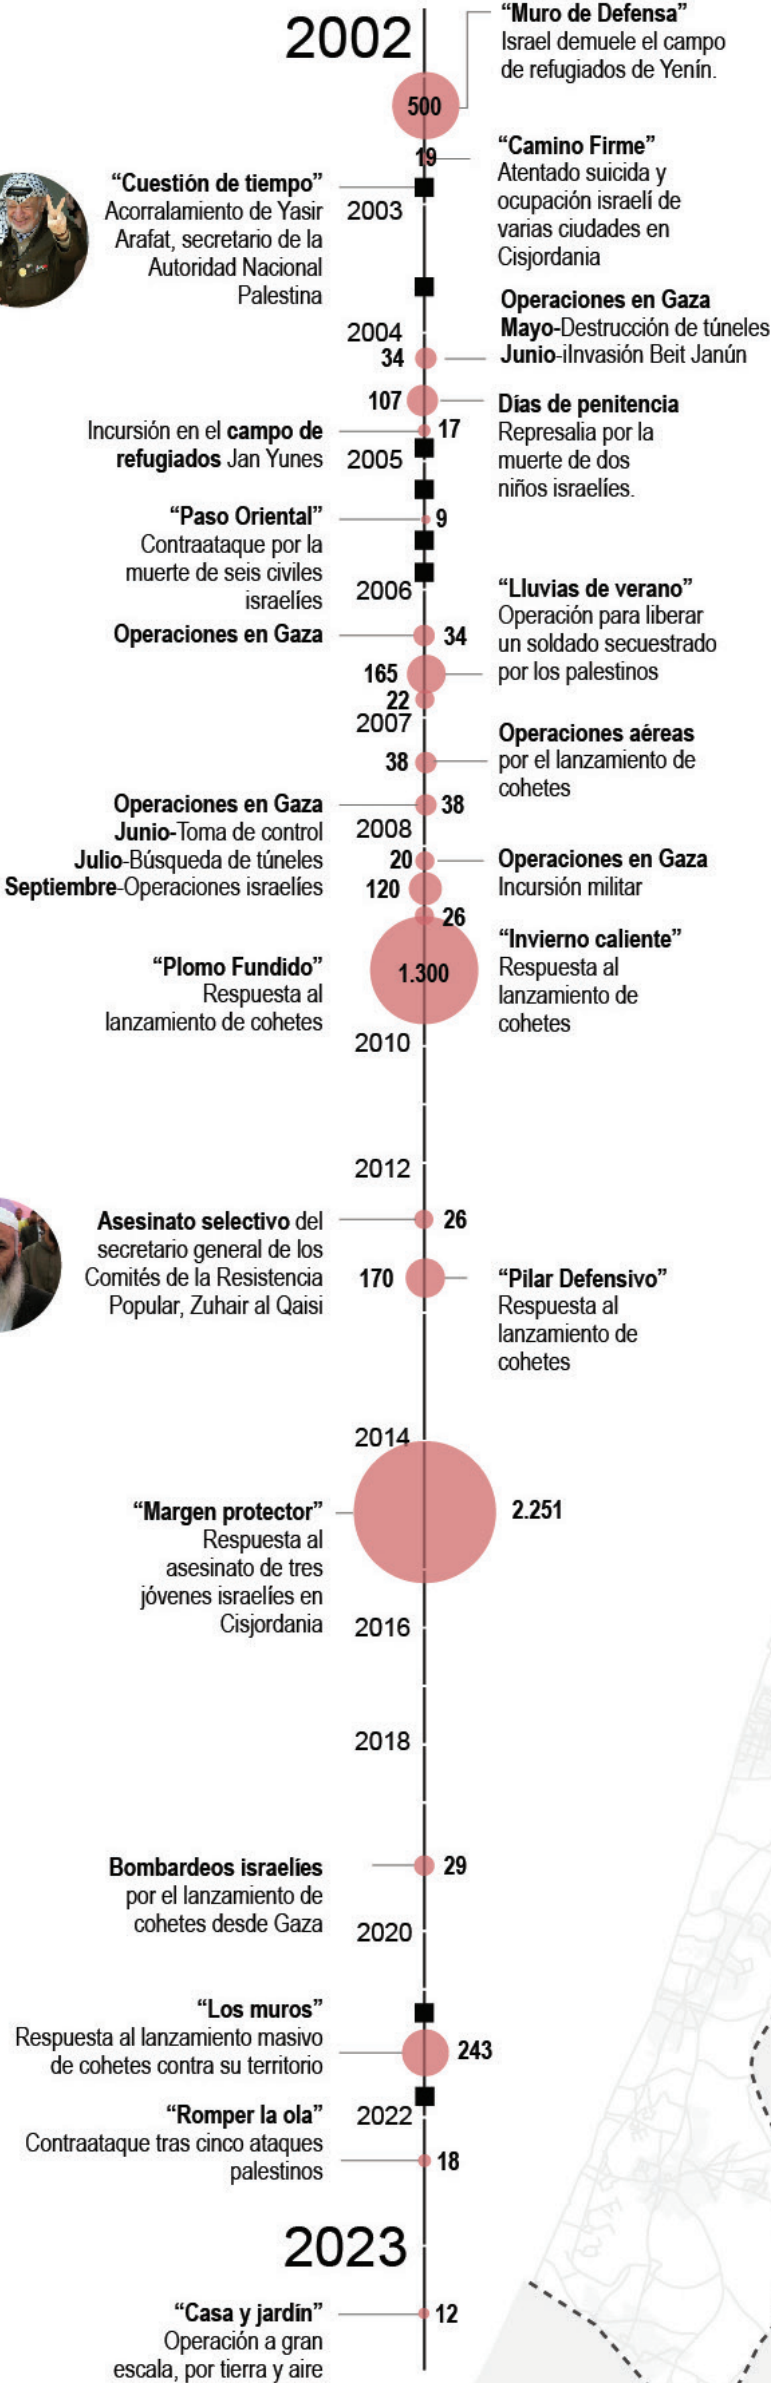 2002
“Muro de Defensa”
Israel demuele el campo
de refugiados de Yenín.
500
19
“Camino Firme”
Atentado suicida y
ocupación israelí de
varias ciudades en
Cisjordania
“Cuestión de tiempo”
Acorralamiento de Yasir
Arafat, secretario de la
Autoridad Nacional
Palestina
2003
2004
34
Operaciones en Gaza
Mayo-Destrucción de túneles
Junio-iInvasión Beit Janún
107
Días de penitencia
Represalia por la
muerte de dos
niños israelíes.
Incursión en el campo de
refugiados Jan Yunes
17
2005
“Paso Oriental”
Contraataque por la
muerte de seis civiles
israelíes
9
2006
Operaciones en Gaza
34
“Lluvias de verano”
Operación para liberar
un soldado secuestrado
por los palestinos
165
22
2007
38
Operaciones aéreas
por el lanzamiento de
cohetes
Operaciones en Gaza
Junio-Toma de control
Julio-Búsqueda de túneles
Septiembre-Operaciones israelíes
38
2008
20
Operaciones en Gaza
Incursión militar
120
26
“Invierno caliente”
Respuesta al
lanzamiento de
cohetes
“Plomo Fundido”
Respuesta al
lanzamiento de cohetes
1.300
2010
2012
Asesinato selectivo del
secretario general de los
Comités de la Resistencia
Popular, Zuhair al Qaisi
26
170
“Pilar Defensivo”
Respuesta al
lanzamiento de
cohetes
2014
“Margen protector”
Respuesta al
asesinato de tres
jóvenes israelíes en
Cisjordania
2.251
2016
2018
Bombardeos israelíes
por el lanzamiento de
cohetes desde Gaza
29
2020
“Los muros”
Respuesta al lanzamiento masivo
de cohetes contra su territorio
243
“Romper la ola”
Contraataque tras cinco ataques
palestinos
2022
18
2023
“Casa y jardín”
Operación a gran
escala, por tierra y aire
12